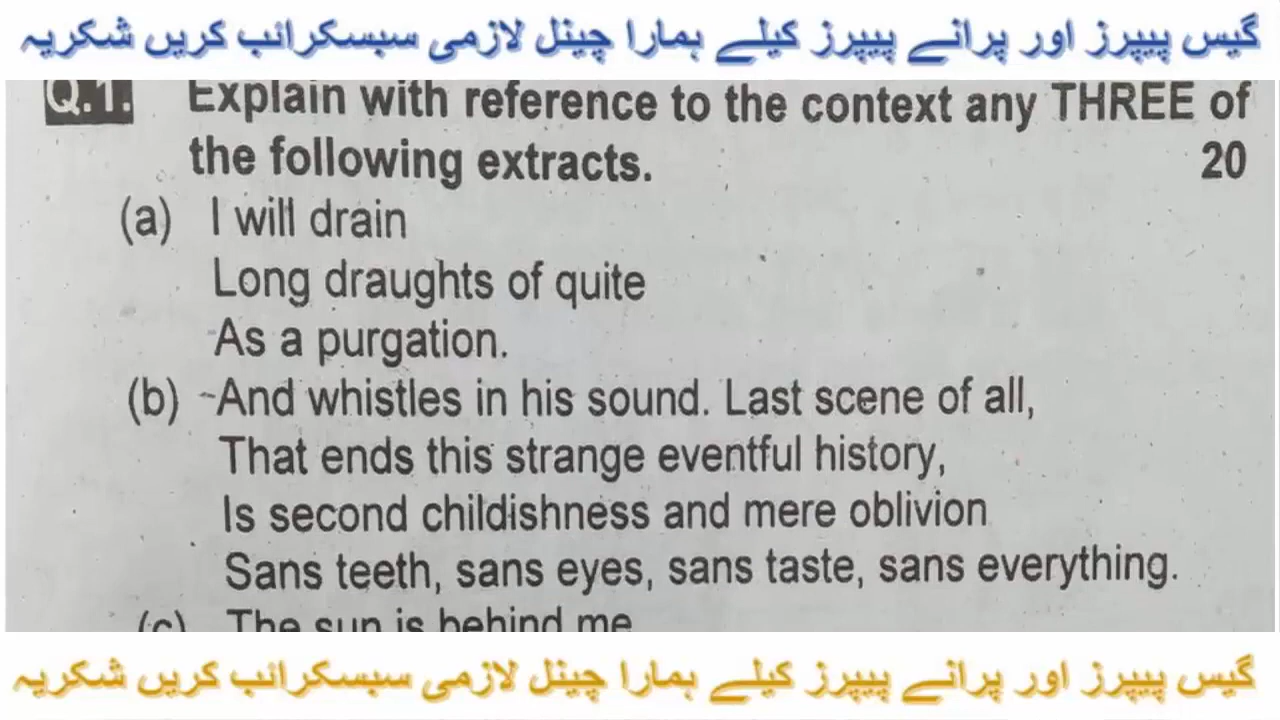 گیس پیپرز اور پرانے پیپرز کیلے ہمارا چینل لازمی سبسکرائب کریں شکریہ
Q.1. Explain with reference to the context any THREE of
the following extracts. 20
(a) I will drain
Long draughts of quite
As a purgation.
(b) -And whistles in his sound. Last scene of all,
That ends this strange eventful history,
Is second childishness and mere oblivion
Sans teeth, sans eyes, sans taste, sans everything.
(c) The sun is behind me
گیس پیپرز اور پرانے پیپرز کیلے ہمارا چینل لازمی سبسکرائب کریں شکریہ